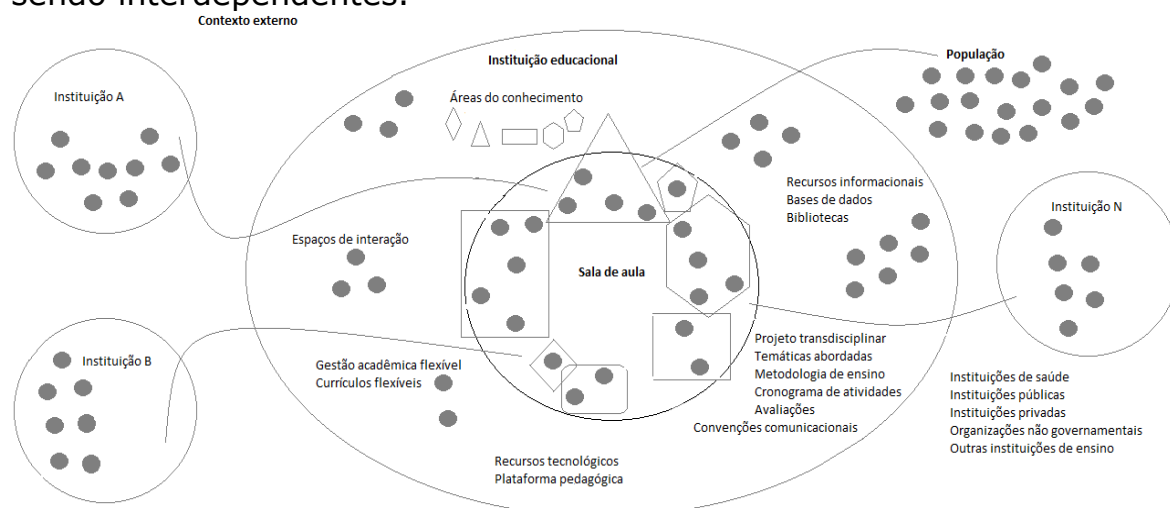 sendo interdependentes.
Contexto externo
Instituição educacional
População
Instituição A
Áreas do conhecimento
Recursos informacionais
Bases de dados
Bibliotecas
Instituição N
Espaços de interação
Sala de aula
Instituição B
Gestão acadêmica flexível
Currículos flexíveis
Projeto transdisciplinar
Temáticas abordadas
Metodologia de ensino
Cronograma de atividades
Avaliações
Convenções comunicacionais
Instituições de saúde
Instituições públicas
Instituições privadas
Organizações não governamentais
Outras instituições de ensino
Recursos tecnológicos
Plataforma pedagógica